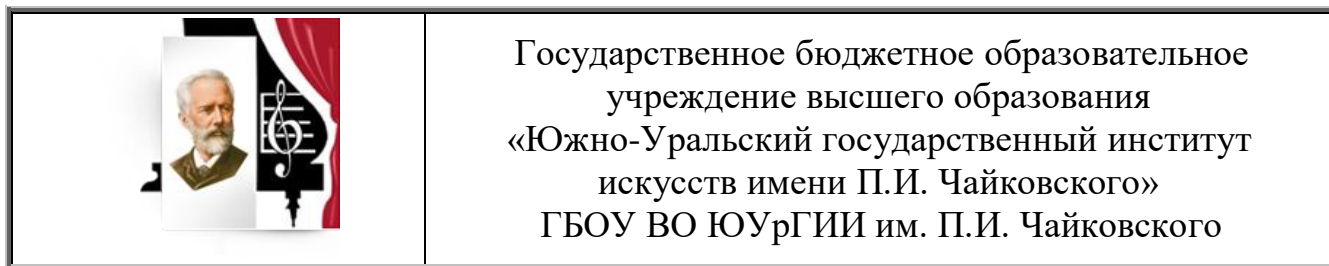 Государственное бюджетное образовательное
учреждение высшего образования
«Южно-Уральский государственный институт
искусств имени П.И. Чайковского»
ГБОУ ВО ЮУрГИИ им. П.И. Чайковского